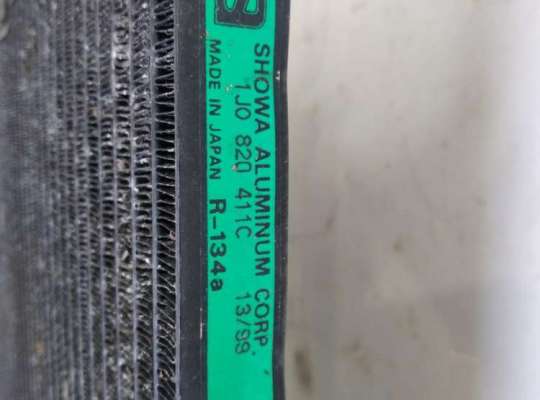 SHOWA ALUMINUM CORP.
1J0 820 411C 13/99
MADE IN JAPAN R-134a